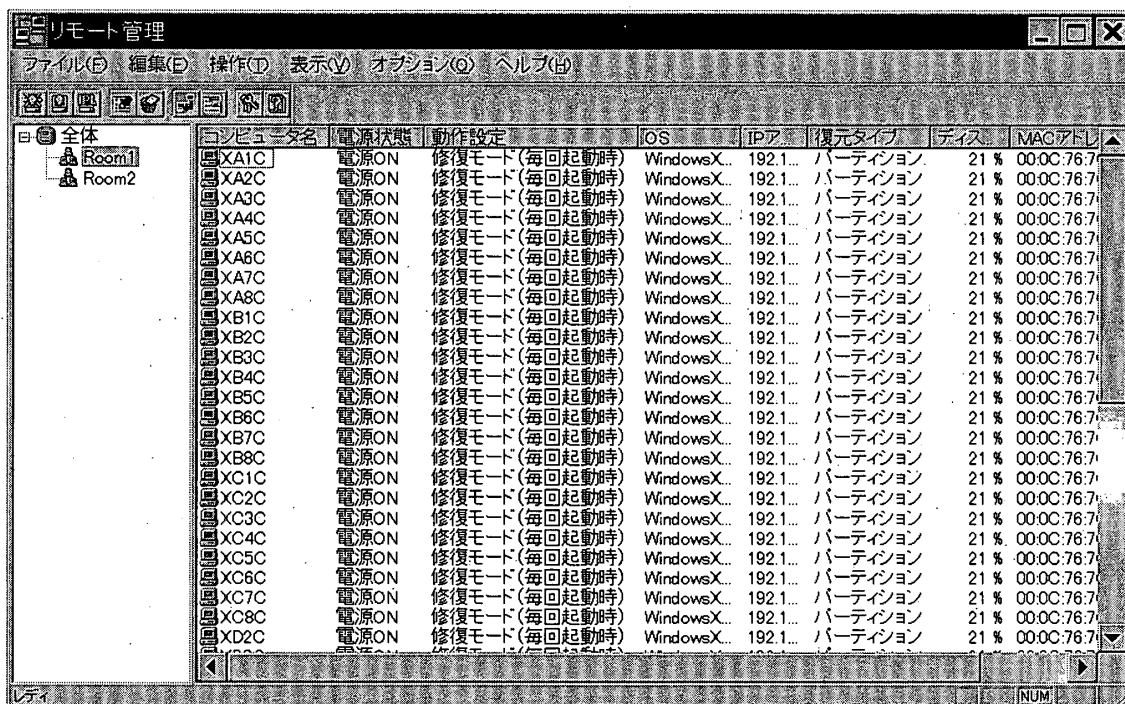 リモート管理
ファイル(F) 編集(E) 操作(T) 表示(V) オプション(O) ヘルプ(H)
全体
Room1
Room2
コンピュータ名 電源状態 動作設定 OS IPア... 復元タイプ ディス... MACアドレ
XA1C 電源ON 修復モード(毎回起動時) WindowsX... 192.1... パーティション 21 % 00:0C:76:7
XA2C 電源ON 修復モード(毎回起動時) WindowsX... 192.1... パーティション 21 % 00:0C:76:7
XA3C 電源ON 修復モード(毎回起動時) WindowsX... 192.1... パーティション 21 % 00:0C:76:7
XA4C 電源ON 修復モード(毎回起動時) WindowsX... 192.1... パーティション 21 % 00:0C:76:7
XA5C 電源ON 修復モード(毎回起動時) WindowsX... 192.1... パーティション 21 % 00:0C:76:7
XA6C 電源ON 修復モード(毎回起動時) WindowsX... 192.1... パーティション 21 % 00:0C:76:7
XA7C 電源ON 修復モード(毎回起動時) WindowsX... 192.1... パーティション 21 % 00:0C:76:7
XA8C 電源ON 修復モード(毎回起動時) WindowsX... 192.1... パーティション 21 % 00:0C:76:7
XB1C 電源ON 修復モード(毎回起動時) WindowsX... 192.1... パーティション 21 % 00:0C:76:7
XB2C 電源ON 修復モード(毎回起動時) WindowsX... 192.1... パーティション 21 % 00:0C:76:7
XB3C 電源ON 修復モード(毎回起動時) WindowsX... 192.1... パーティション 21 % 00:0C:76:7
XB4C 電源ON 修復モード(毎回起動時) WindowsX... 192.1... パーティション 21 % 00:0C:76:7
XB5C 電源ON 修復モード(毎回起動時) WindowsX... 192.1... パーティション 21 % 00:0C:76:7
XB6C 電源ON 修復モード(毎回起動時) WindowsX... 192.1... パーティション 21 % 00:0C:76:7
XB7C 電源ON 修復モード(毎回起動時) WindowsX... 192.1... パーティション 21 % 00:0C:76:7
XB8C 電源ON 修復モード(毎回起動時) WindowsX... 192.1... パーティション 21 % 00:0C:76:7
XC1C 電源ON 修復モード(毎回起動時) WindowsX... 192.1... パーティション 21 % 00:0C:76:7
XC2C 電源ON 修復モード(毎回起動時) WindowsX... 192.1... パーティション 21 % 00:0C:76:7
XC3C 電源ON 修復モード(毎回起動時) WindowsX... 192.1... パーティション 21 % 00:0C:76:7
XC4C 電源ON 修復モード(毎回起動時) WindowsX... 192.1... パーティション 21 % 00:0C:76:7
XC5C 電源ON 修復モード(毎回起動時) WindowsX... 192.1... パーティション 21 % 00:0C:76:7
XC6C 電源ON 修復モード(毎回起動時) WindowsX... 192.1... パーティション 21 % 00:0C:76:7
XC7C 電源ON 修復モード(毎回起動時) WindowsX... 192.1... パーティション 21 % 00:0C:76:7
XC8C 電源ON 修復モード(毎回起動時) WindowsX... 192.1... パーティション 21 % 00:0C:76:7
XD2C 電源ON 修復モード(毎回起動時) WindowsX... 192.1... パーティション 21 % 00:0C:76:7
レディ NUM